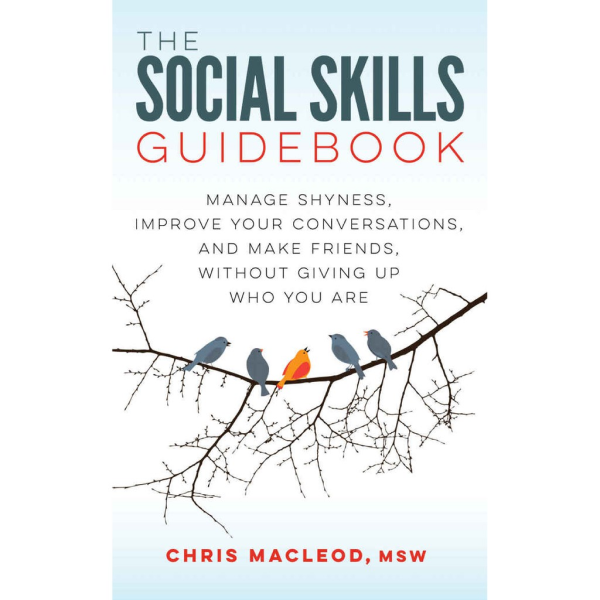 THE
SOCIAL SKILLS
GUIDEBOOK
MANAGE SHYNESS,
IMPROVE YOUR CONVERSATIONS,
AND MAKE FRIENDS,
WITHOUT GIVING UP
WHO YOU ARE
CHRIS MACLEOD, MSW